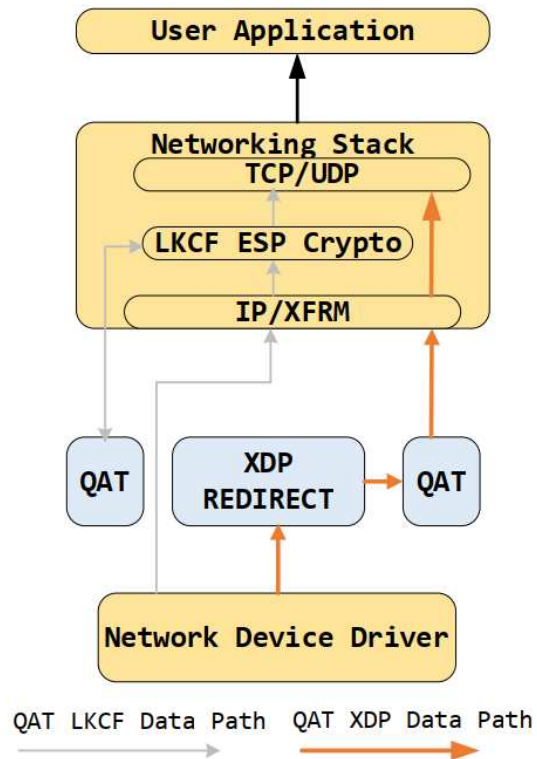 User Application
Networking Stack
TCP/UDP
LKCF ESP Crypto
IP/XFRM
QAT
XDP
REDIRECT
QAT
Network Device Driver
QAT LKCF Data Path
QAT XDP Data Path